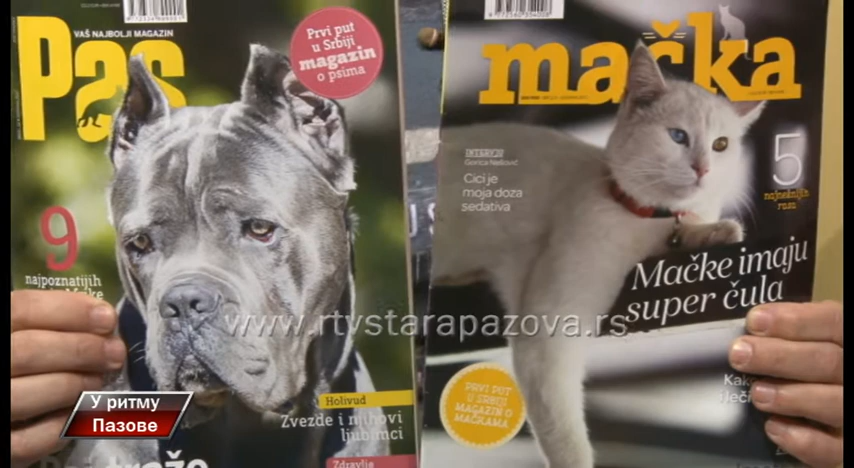 VAŠ NAJBOLJI MAGAZIN
Pas
Prvi put
u Srbiji
magazin
o psima
9
najpoznatijih
Holivud
Zvezde i njihovi
ljubimci
Zdravlje
mačka
INTERVJU
Gorica Nešović
Cici je
moja doza
sedativa
5
najnežnijih
rasa
Mačke imaju
super čula
PRVI PUT
U SRBIJI
MAGAZIN O
MAČKAMA
www.rtvstarapazova.rs
У ритму
Пазове